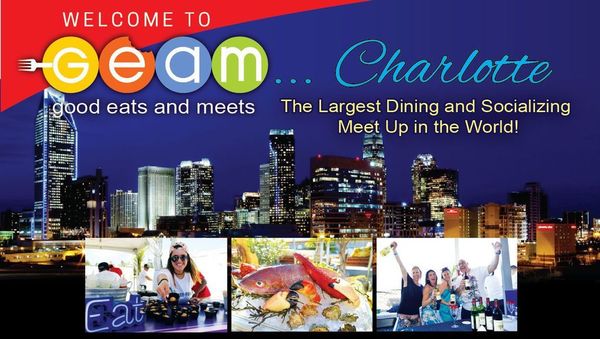 WELCOME TO
Geam... Charlotte
good eats and meets
The Largest Dining and Socializing
Meet Up in the World!
Eat